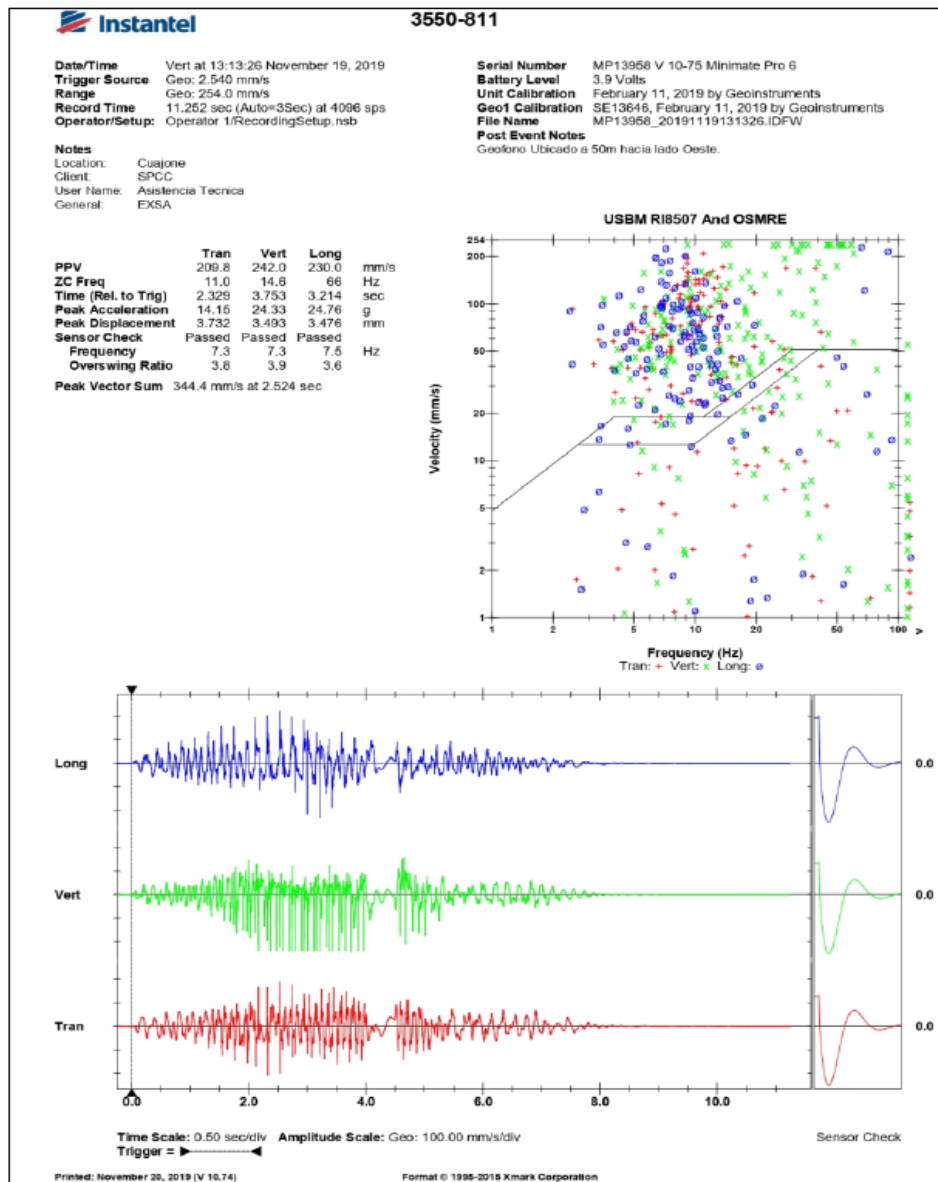 Instantel
3550-811
Date/Time Vert at 13:13:26 November 19, 2019
Trigger Source Geo: 2.540 mm/s
Range Geo: 254.0 mm/s
Record Time 11.252 sec (Auto=3Sec) at 4096 sps
Operator/Setup: Operator 1/RecordingSetup.nsb
Serial Number MP13958 V 10-75 Minimate Pro 6
Battery Level 3.9 Volts
Unit Calibration February 11, 2019 by Geoinstruments
Geo1 Calibration SE13646, February 11, 2019 by Geoinstruments
File Name MP13958_20191119131326.IDFW
Post Event Notes
Geofono Ubicado a 50m hacia lado Oeste.
Notes
Location: Cuajone
Client: SPCC
User Name: Asistencia Tecnica
General: EXSA
Tran Vert Long
PPV 209.8 242.0 230.0 mm/s
ZC Freq 11.0 14.6 66 Hz
Time (Rel. to Trig) 2.329 3.753 3.214 sec
Peak Acceleration 14.15 24.33 24.76 g
Peak Displacement 3.732 3.493 3.476 mm
Sensor Check Passed Passed Passed
Frequency 7.3 7.3 7.5 Hz
Overswing Ratio 3.8 3.9 3.6
Peak Vector Sum 344.4 mm/s at 2.524 sec
USBM RI8507 And OSMRE
254
200
100
50
20
10
5
2
1
Velocity (mm/s)
1 2 5 10 20 50 100 >
Frequency (Hz)
Tran: + Vert: x Long: ø
Long 0.0
Vert 0.0
Tran 0.0
0.0 2.0 4.0 6.0 8.0 10.0
Time Scale: 0.50 sec/div Amplitude Scale: Geo: 100.00 mm/s/div
Sensor Check
Trigger =
Printed: November 20, 2019 (V 10.74)
Format © 1995-2015 Xmark Corporation